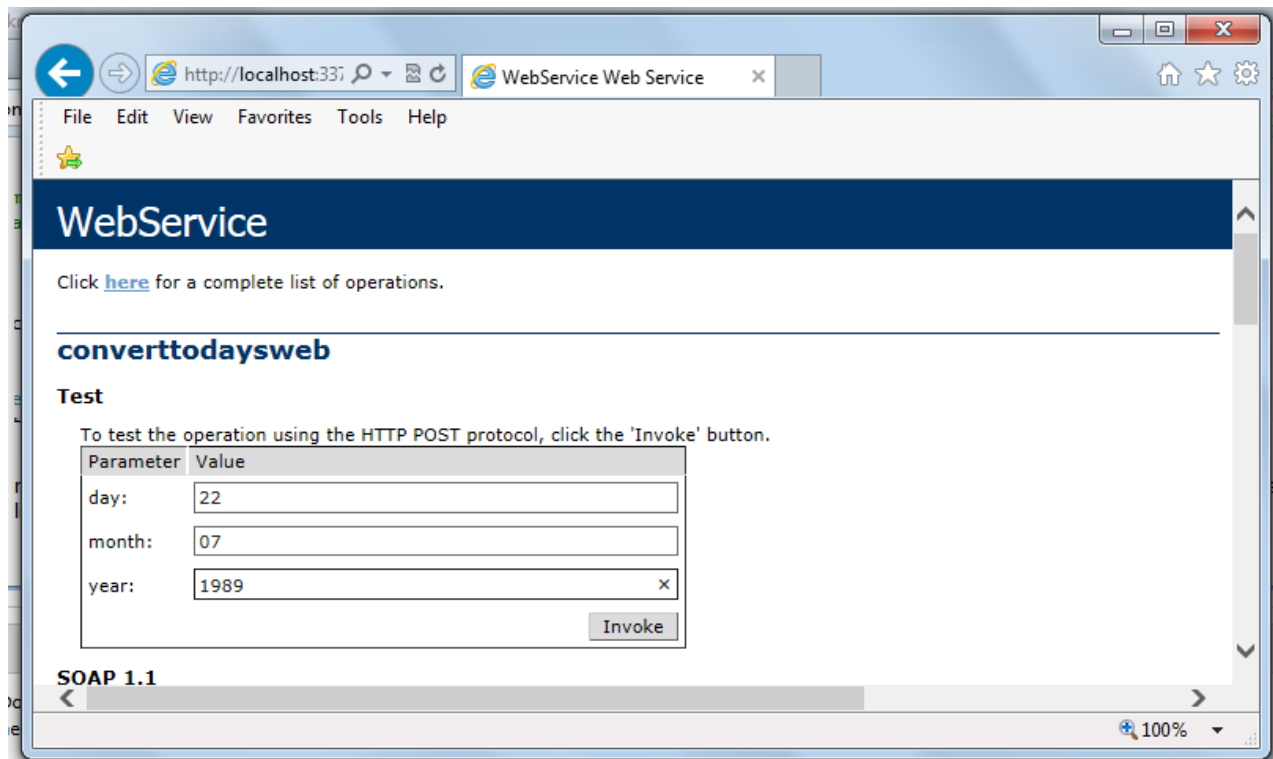 http://localhost:337
WebService Web Service
File Edit View Favorites Tools Help
WebService
Click here for a complete list of operations.
converttodaysweb
Test
To test the operation using the HTTP POST protocol, click the 'Invoke' button.
Parameter Value
day: 22
month: 07
year: 1989
Invoke
SOAP 1.1
100%